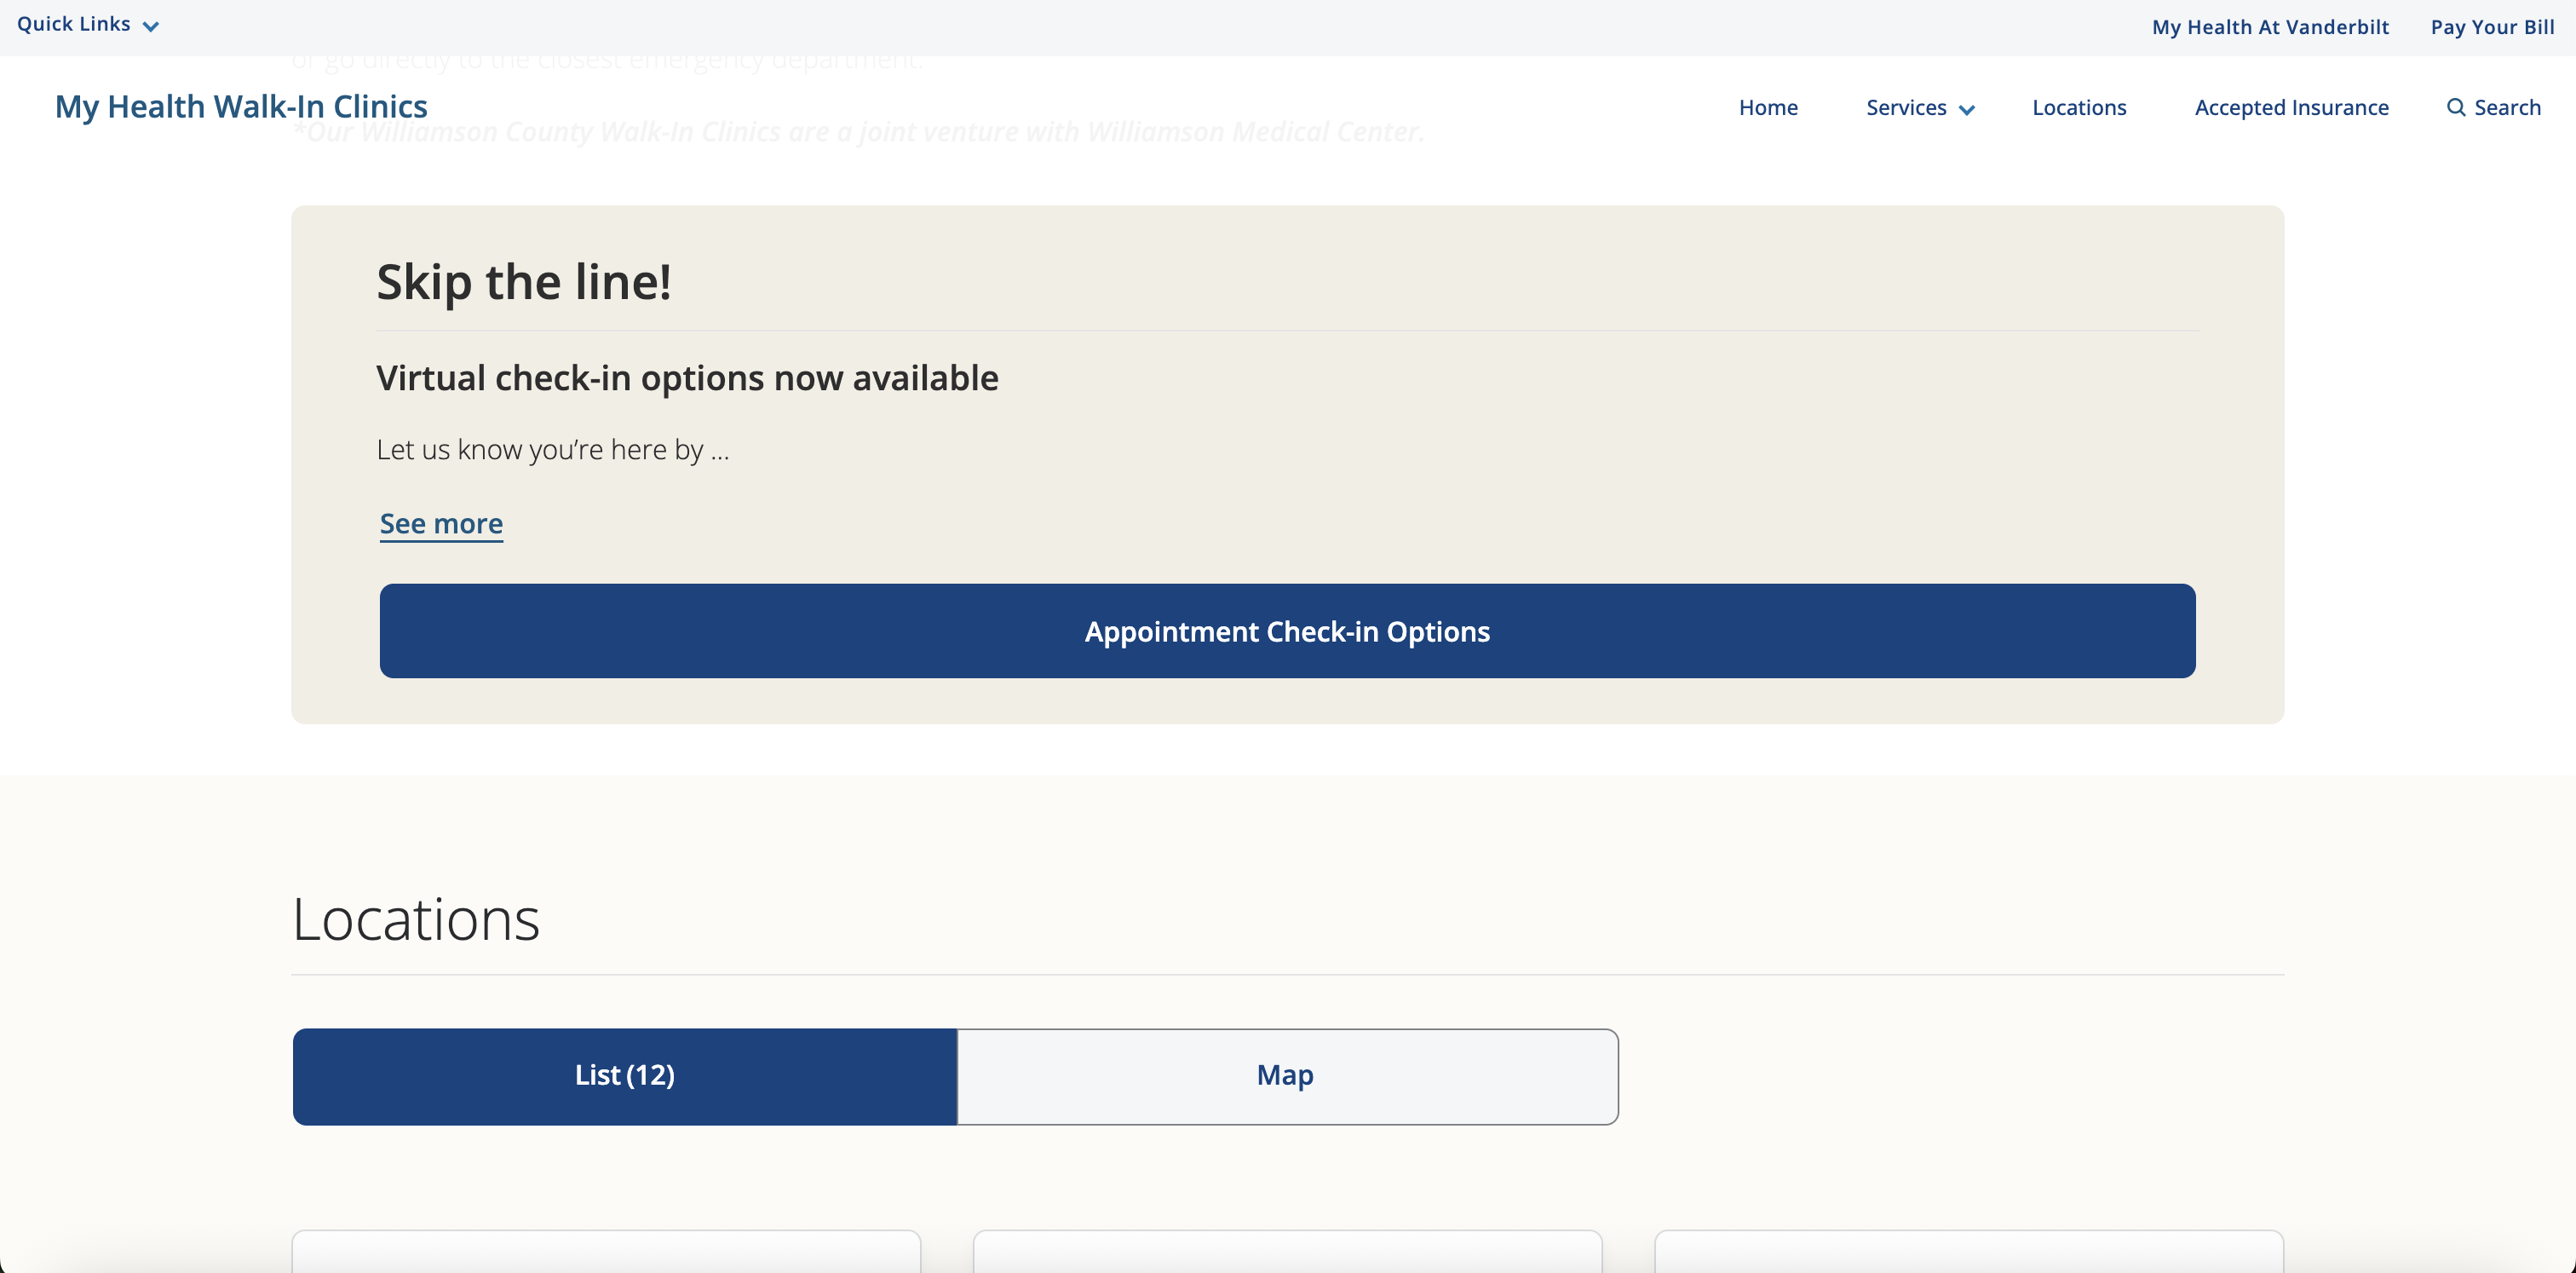 Quick Links
My Health At Vanderbilt
Pay Your Bill
or go directly to the closest emergency department.
My Health Walk-In Clinics
Home
Services
Locations
Accepted Insurance
Search
*Our Williamson County Walk-In Clinics are a joint venture with Williamson Medical Center.
Skip the line!
Virtual check-in options now available
Let us know you’re here by ...
See more
Appointment Check-in Options
Locations
List (12)
Map